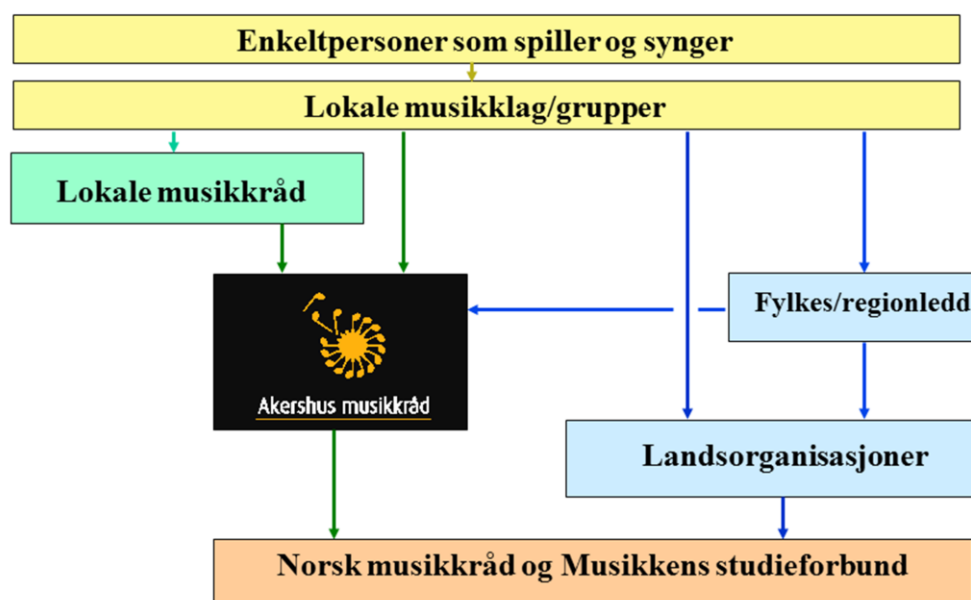 Enkeltpersoner som spiller og synger
Lokale musikklag/grupper
Lokale musikkråd
Fylkes/regionledd
Akershus musikkråd
Landsorganisasjoner
Norsk musikkråd og Musikkens studieforbund